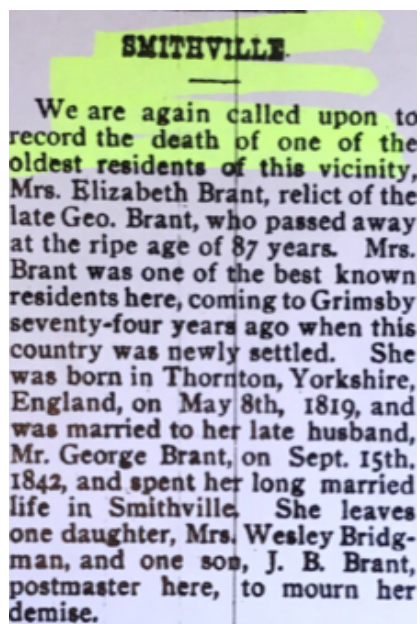 SMITHVILLE
We are again called upon to
record the death of one of the
oldest residents of this vicinity,
Mrs. Elizabeth Brant, relict of the
late Geo. Brant, who passed away
at the ripe age of 87 years. Mrs.
Brant was one of the best known
residents here, coming to Grimsby
seventy-four years ago when this
country was newly settled. She
was born in Thornton, Yorkshire,
England, on May 8th, 1819, and
was married to her late husband,
Mr. George Brant, on Sept. 15th,
1842, and spent her long married
life in Smithville. She leaves
one daughter, Mrs. Wesley Bridg-
man, and one son, J. B. Brant,
postmaster here, to mourn her
demise.